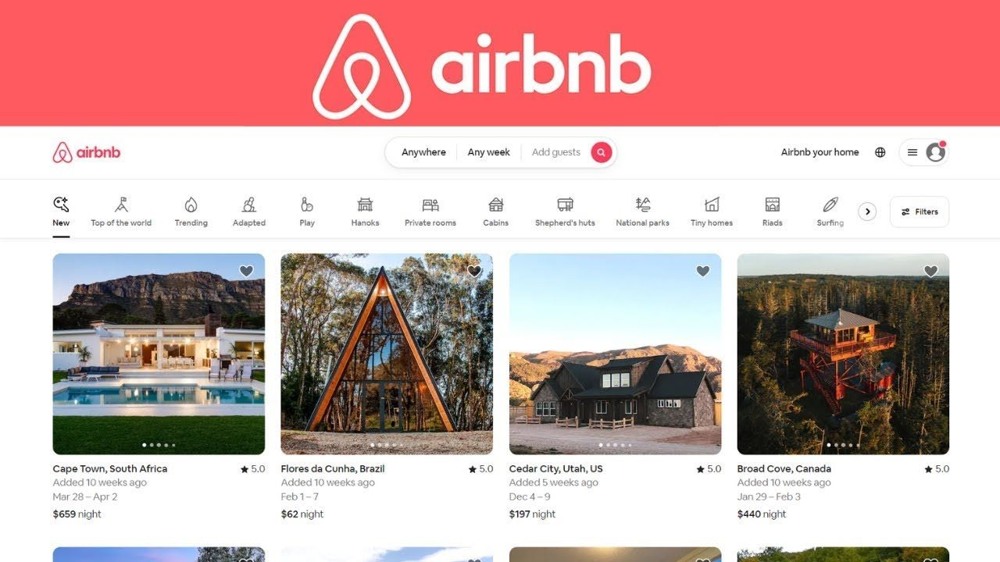 airbnb
airbnb
Anywhere Any week Add guests
Airbnb your home
New Top of the world Trending Adapted Play Hanoks Private rooms Cabins Shepherd's huts National parks Tiny homes Riads Surfing Filters
Cape Town, South Africa 5.0
Added 10 weeks ago
Mar 28 – Apr 2
$659 night
Flores da Cunha, Brazil 5.0
Added 10 weeks ago
Feb 1 – 7
$62 night
Cedar City, Utah, US 5.0
Added 5 weeks ago
Dec 4 – 9
$197 night
Broad Cove, Canada 5.0
Added 10 weeks ago
Jan 29 – Feb 3
$440 night